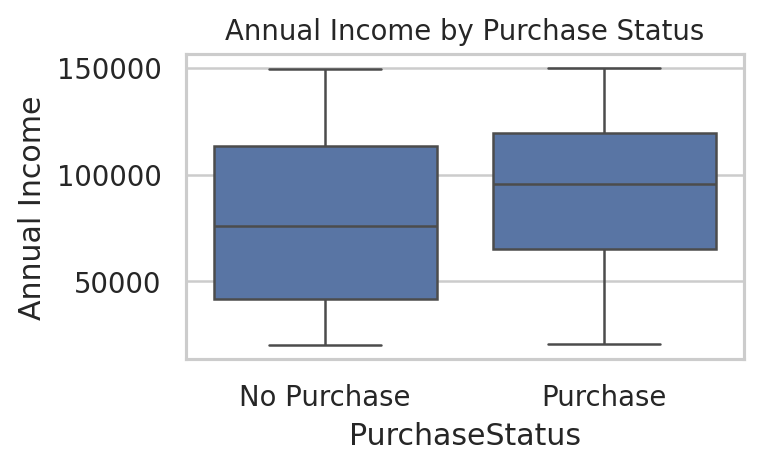 Annual Income by Purchase Status
150000
100000
50000
Annual Income
No Purchase
Purchase
PurchaseStatus